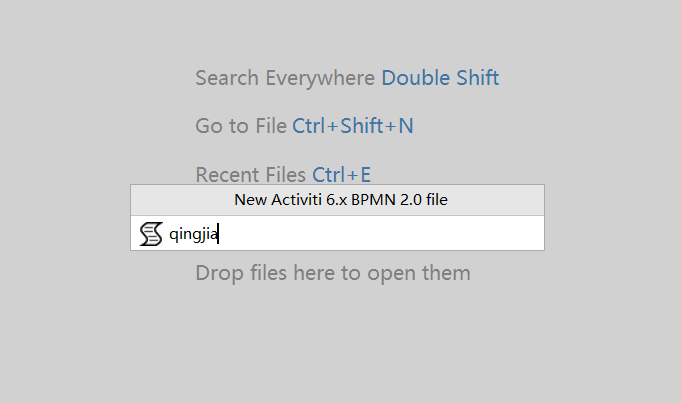 Search Everywhere Double Shift
Go to File Ctrl+Shift+N
Recent Files Ctrl+E
New Activiti 6.x BPMN 2.0 file
qingjia
Drop files here to open them